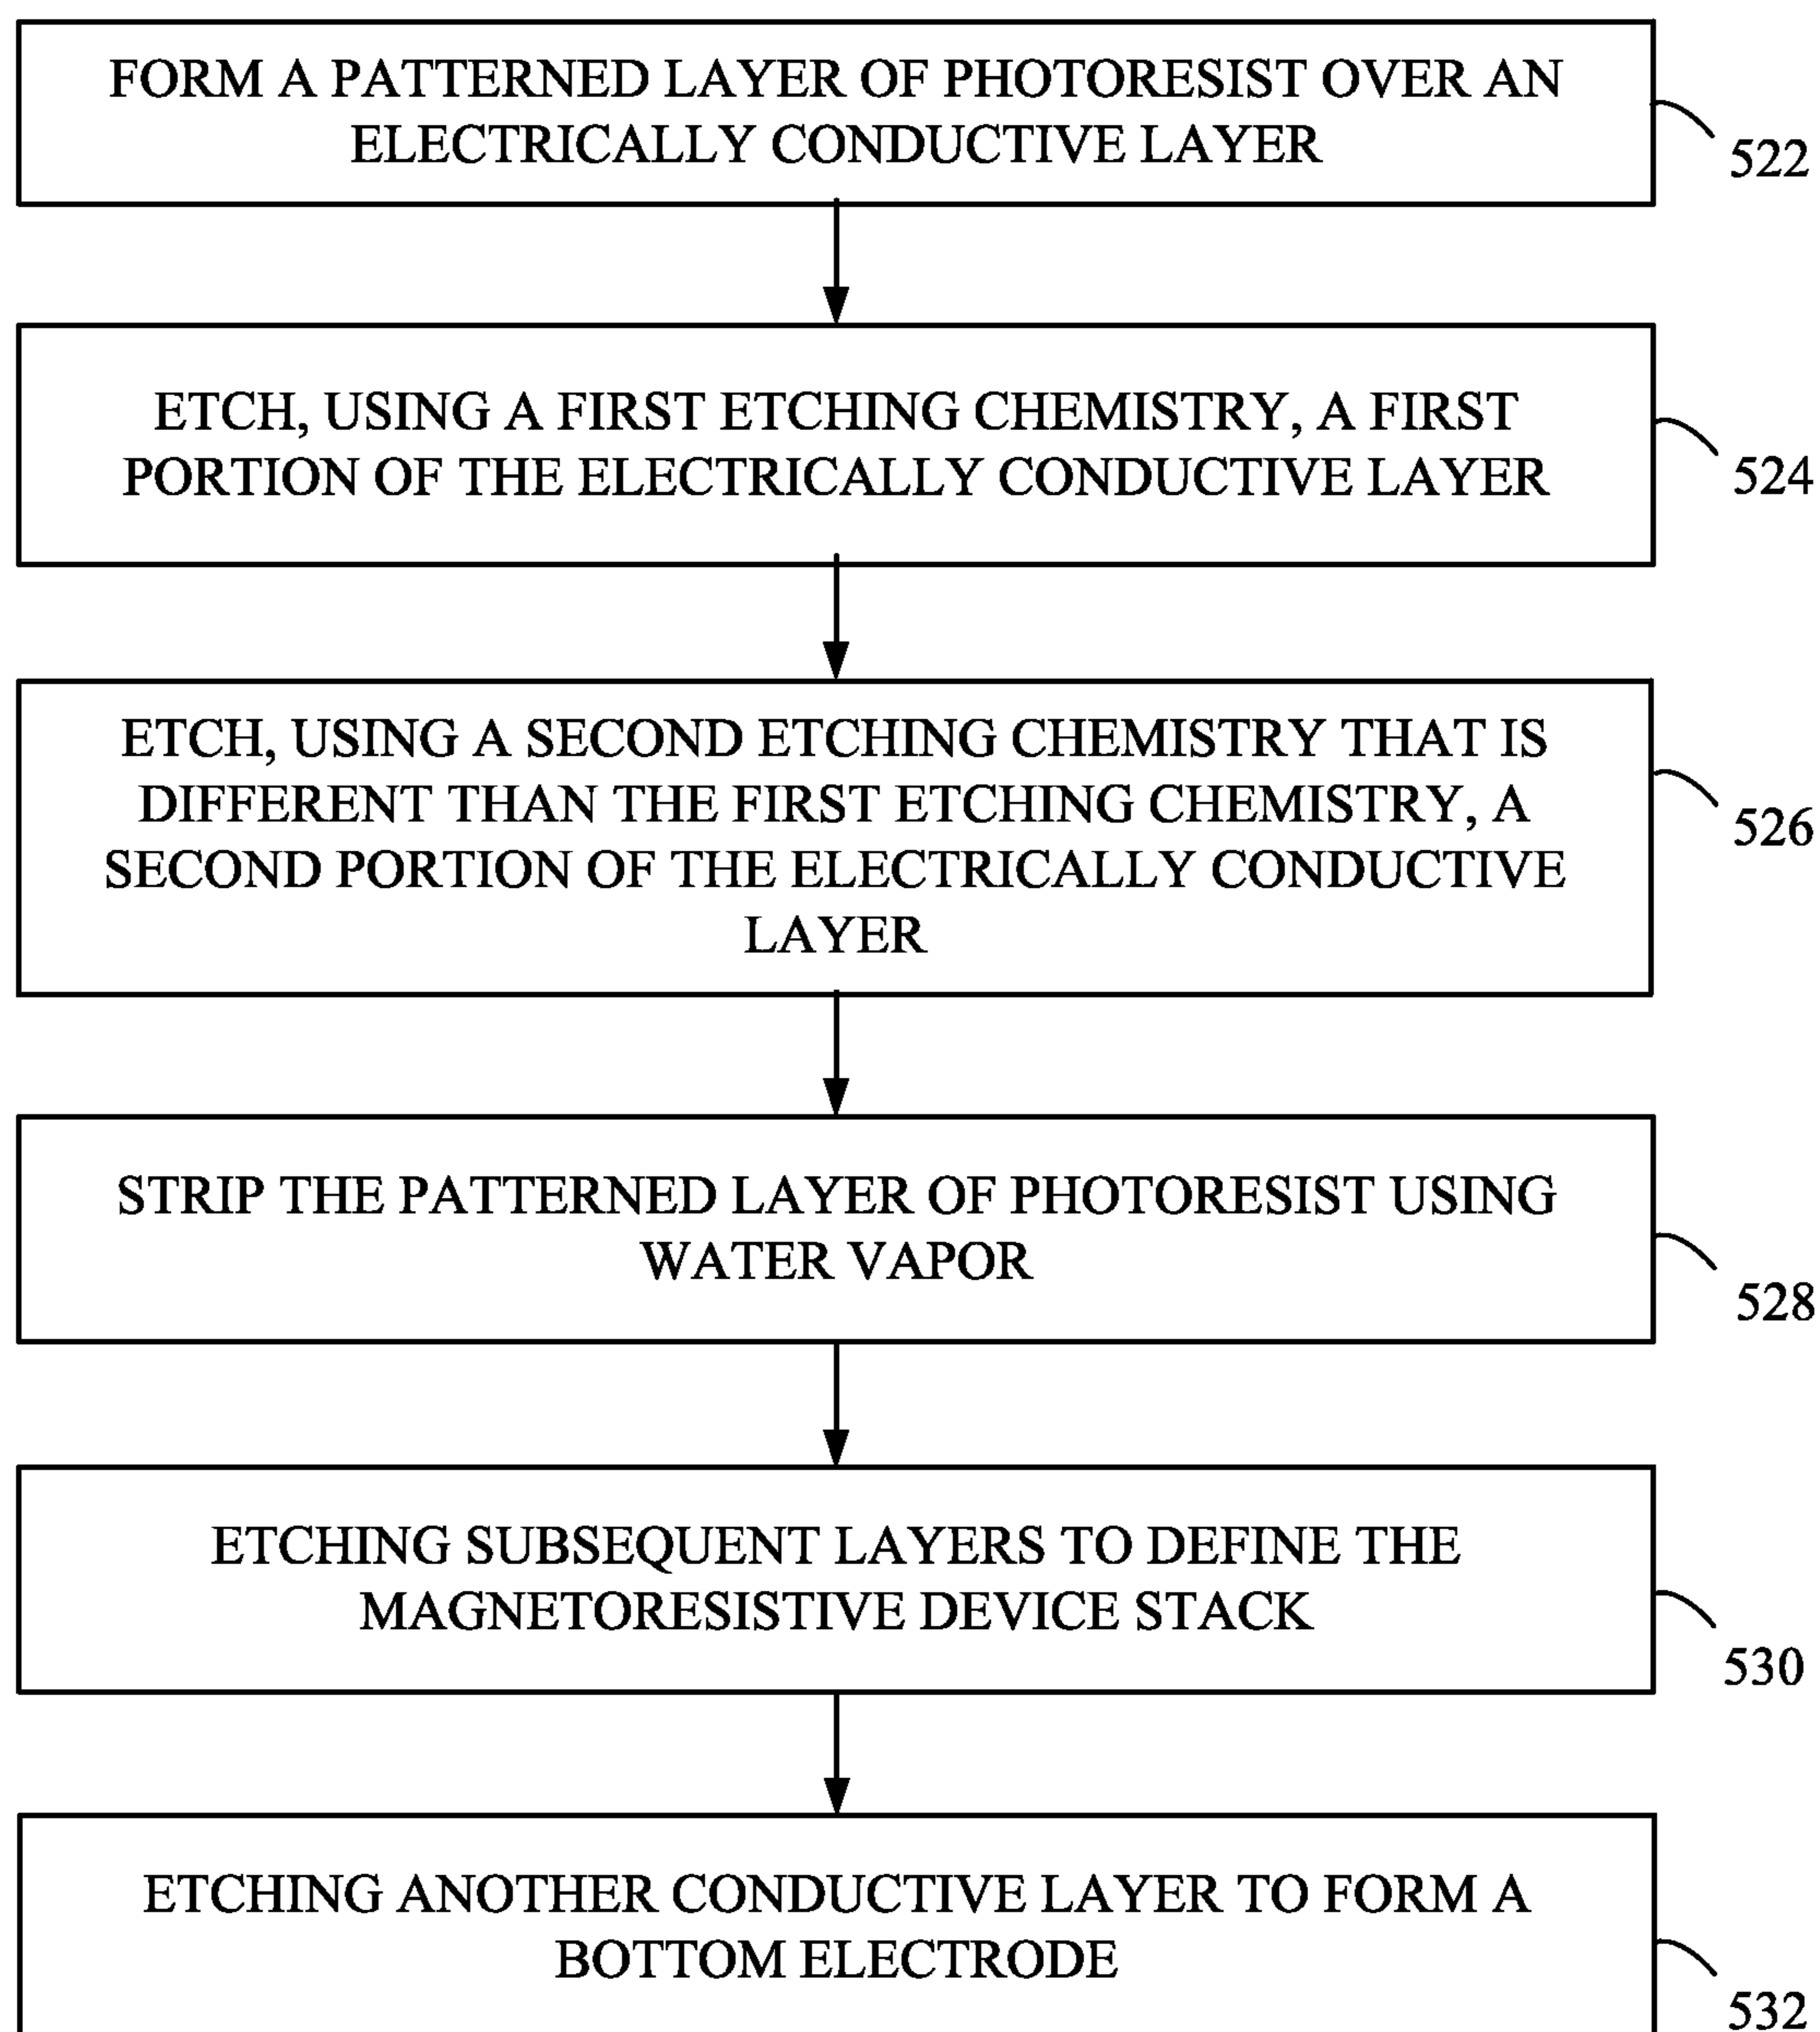 FORM A PATTERNED LAYER OF PHOTORESIST OVER AN
ELECTRICALLY CONDUCTIVE LAYER
522
ETCH, USING A FIRST ETCHING CHEMISTRY, A FIRST
PORTION OF THE ELECTRICALLY CONDUCTIVE LAYER
524
ETCH, USING A SECOND ETCHING CHEMISTRY THAT IS
DIFFERENT THAN THE FIRST ETCHING CHEMISTRY, A
SECOND PORTION OF THE ELECTRICALLY CONDUCTIVE
LAYER
526
STRIP THE PATTERNED LAYER OF PHOTORESIST USING
WATER VAPOR
528
ETCHING SUBSEQUENT LAYERS TO DEFINE THE
MAGNETORESISTIVE DEVICE STACK
530
ETCHING ANOTHER CONDUCTIVE LAYER TO FORM A
BOTTOM ELECTRODE
532